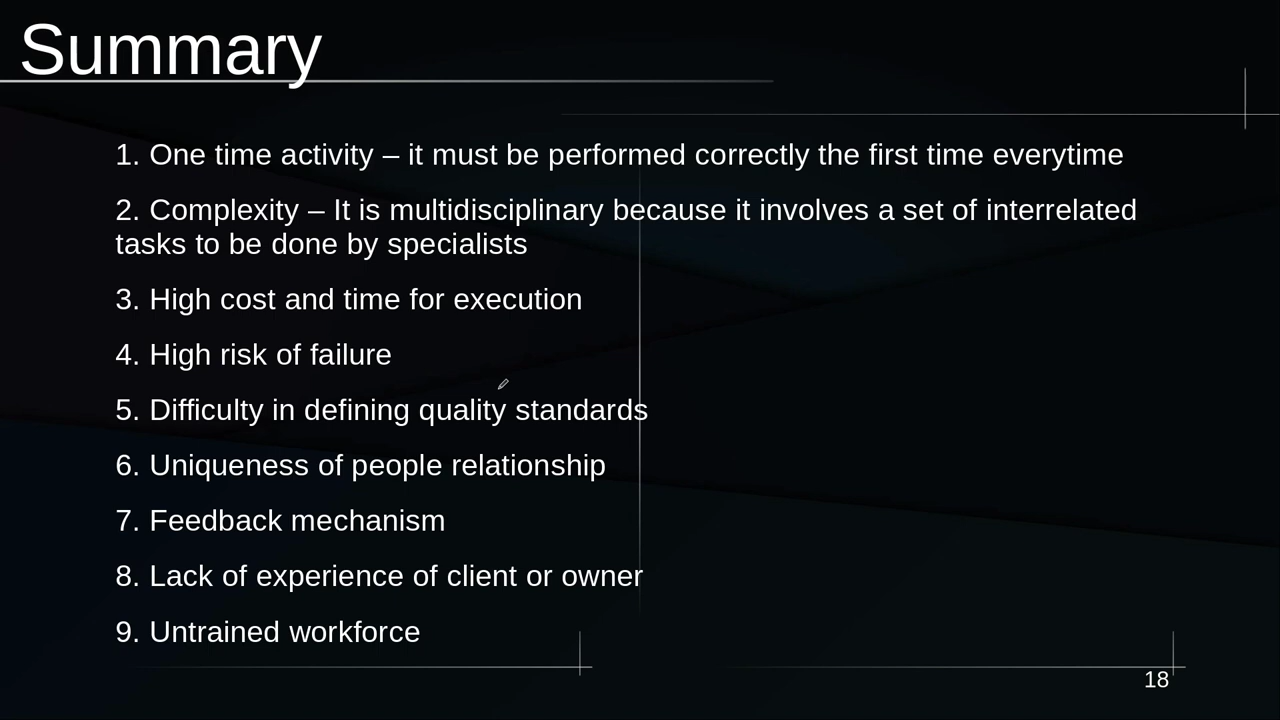 Summary
1. One time activity – it must be performed correctly the first time everytime
2. Complexity – It is multidisciplinary because it involves a set of interrelated
tasks to be done by specialists
3. High cost and time for execution
4. High risk of failure
5. Difficulty in defining quality standards
6. Uniqueness of people relationship
7. Feedback mechanism
8. Lack of experience of client or owner
9. Untrained workforce
18